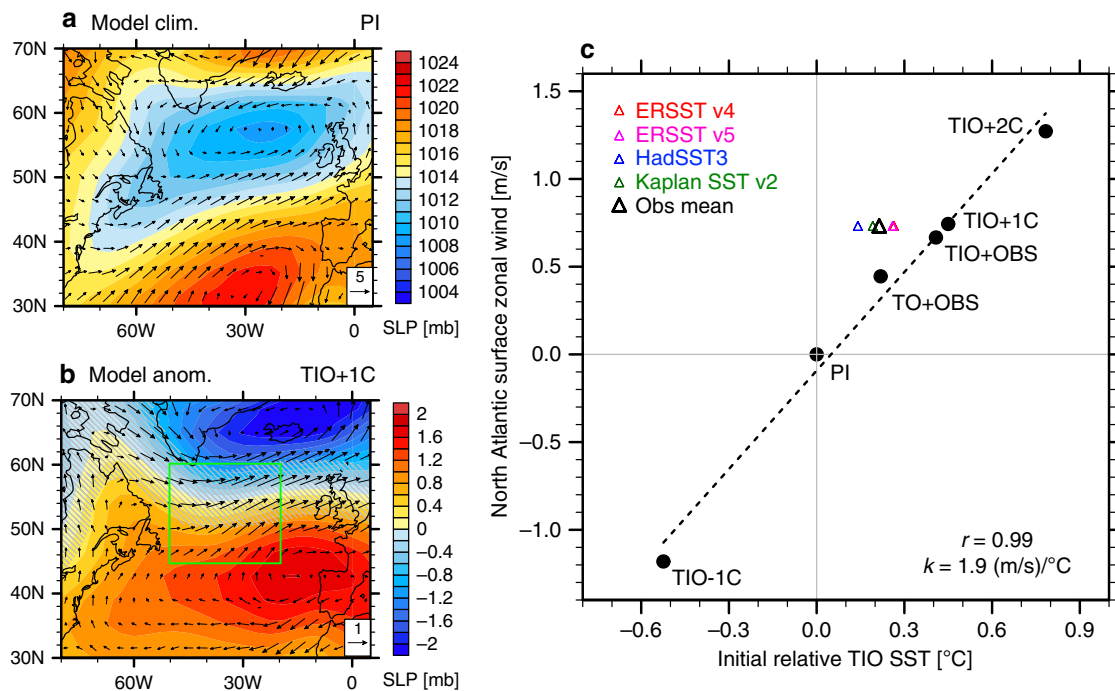 a Model clim. PI
70N
60N
50N
40N
30N
60W 30W 0
5
1024
1022
1020
1018
1016
1014
1012
1010
1008
1006
1004
SLP [mb]
b Model anom. TIO+1C
70N
60N
50N
40N
30N
60W 30W 0
1
2
1.6
1.2
0.8
0.4
0
−0.4
−0.8
−1.2
−1.6
−2
SLP [mb]
c
North Atlantic surface zonal wind [m/s]
1.5
1.0
0.5
0.0
−0.5
−1.0
ERSST v4
ERSST v5
HadSST3
Kaplan SST v2
Obs mean
TIO+2C
TIO+1C
TIO+OBS
TO+OBS
PI
TIO-1C
r = 0.99
k = 1.9 (m/s)/°C
−0.6 −0.3 0.0 0.3 0.6 0.9
Initial relative TIO SST [°C]